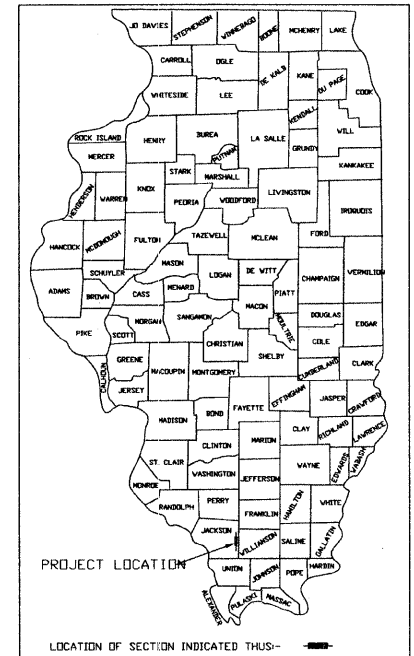 JO DAVIES STEPHENSON WINNEBAGO BOONE MCHENRY LAKE
CARROLL OGLE DE KALB KANE DU PAGE COOK
WHITESIDE LEE KENDALL WILL
ROCK ISLAND HENRY BUREA PUTNAM LA SALLE GRUNDY
MERCER STARK MARSHALL KANKAKEE
HENDERSON WARREN KNOX PEORIA WOODFORD LIVINGSTON IROQUOIS
HANCOCK MCDONOUGH FULTON TAZEWELL MCLEAN FORD
SCHUYLER MASON LOGAN DE WITT CHAMPAIGN VERMILION
ADAMS BROWN CASS MENARD MACON PIATT
PIKE SCOTT MORGAN SANGAMON CHRISTIAN MOULTRIE DOUGLAS EDGAR
COLE
GREENE MACOUPIN MONTGOMERY SHELBY CUMBERLAND CLARK
CALHOUN JERSEY FAYETTE EFFINGHAM JASPER CRAWFORD
MADISON BOND CLAY RICHLAND LAWRENCE
CLINTON MARION
ST. CLAIR WASHINGTON JEFFERSON WAYNE EDWARDS WABASH
MONROE RANDOLPH PERRY FRANKLIN HAMILTON WHITE
JACKSON WILLIAMSON SALINE GALLATIN
PROJECT LOCATION
UNION JOHNSON POPE HARDIN
ALEXANDER PULASKI MASSAC
LOCATION OF SECTION INDICATED THUS:-